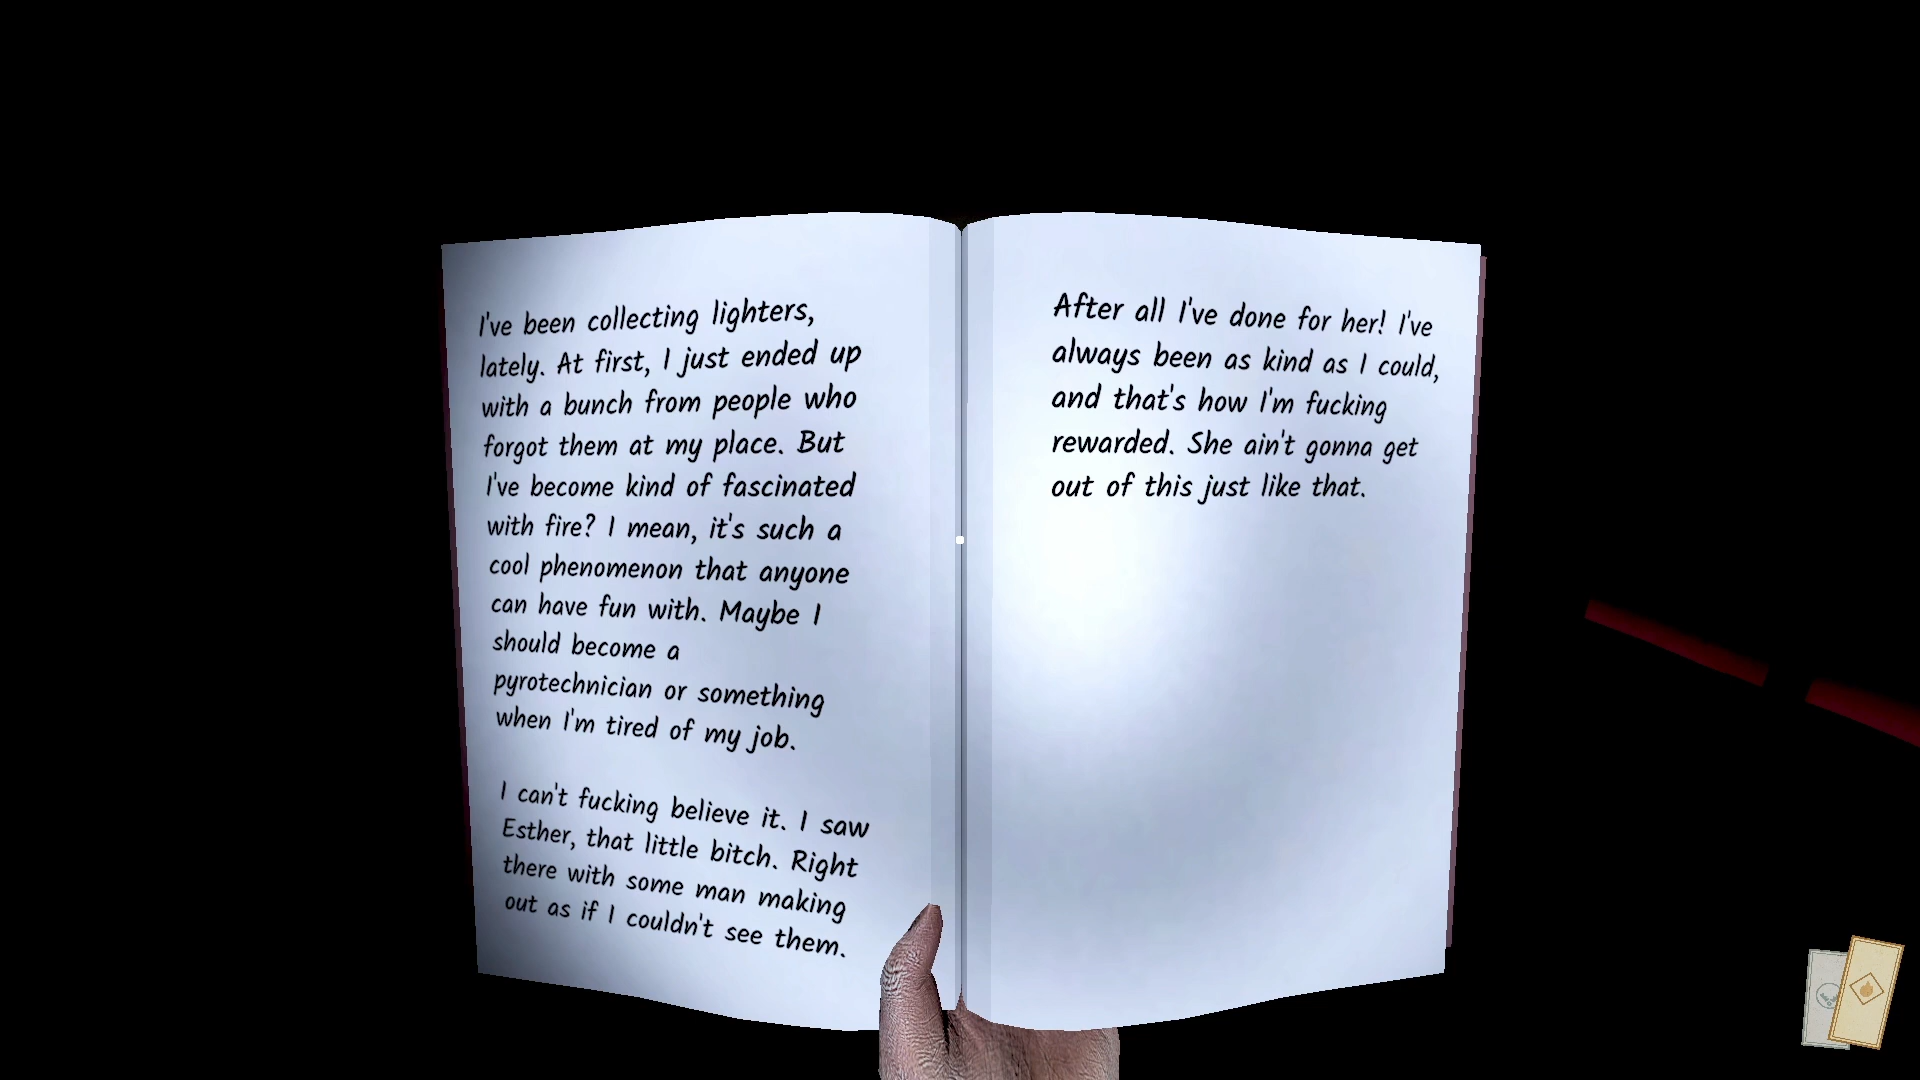 I've been collecting lighters,
lately. At first, I just ended up
with a bunch from people who
forgot them at my place. But
I've become kind of fascinated
with fire? I mean, it's such a
cool phenomenon that anyone
can have fun with. Maybe I
should become a
pyrotechnician or something
when I'm tired of my job.
I can't fucking believe it. I saw
Esther, that little bitch. Right
there with some man making
out as if I couldn't see them.
After all I've done for her! I've
always been as kind as I could,
and that's how I'm fucking
rewarded. She ain't gonna get
out of this just like that.